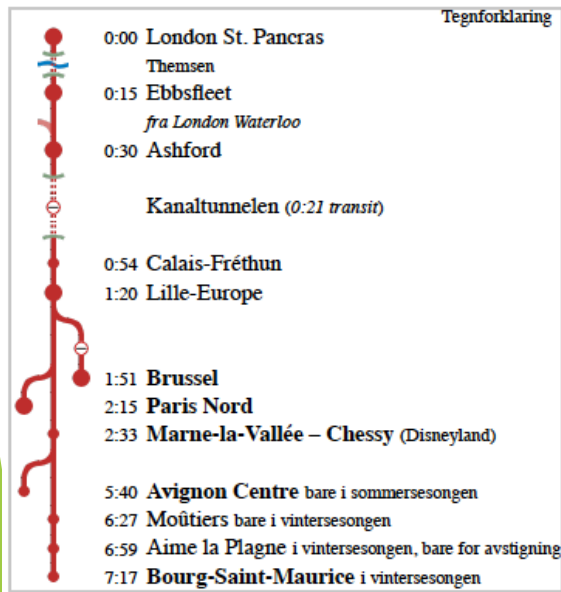 Tegnforklaring
0:00 London St. Pancras
Themsen
0:15 Ebbsfleet
fra London Waterloo
0:30 Ashford
Kanaltunnelen (0:21 transit)
0:54 Calais-Fréthun
1:20 Lille-Europe
1:51 Brussel
2:15 Paris Nord
2:33 Marne-la-Vallée – Chessy (Disneyland)
5:40 Avignon Centre bare i sommersesongen
6:27 Moûtiers bare i vintersesongen
6:59 Aime la Plagne i vintersesongen, bare for avstigning
7:17 Bourg-Saint-Maurice i vintersesongen